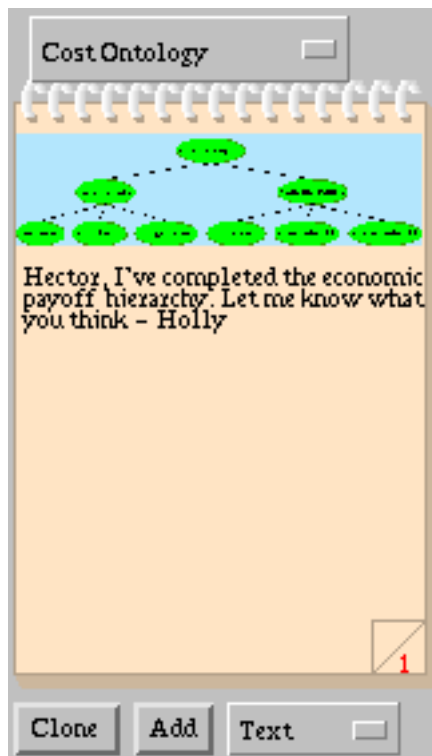 Cost Ontology
Hector, I've completed the economic
payoff hierarchy. Let me know what
you think - Holly
1
Clone
Add
Text